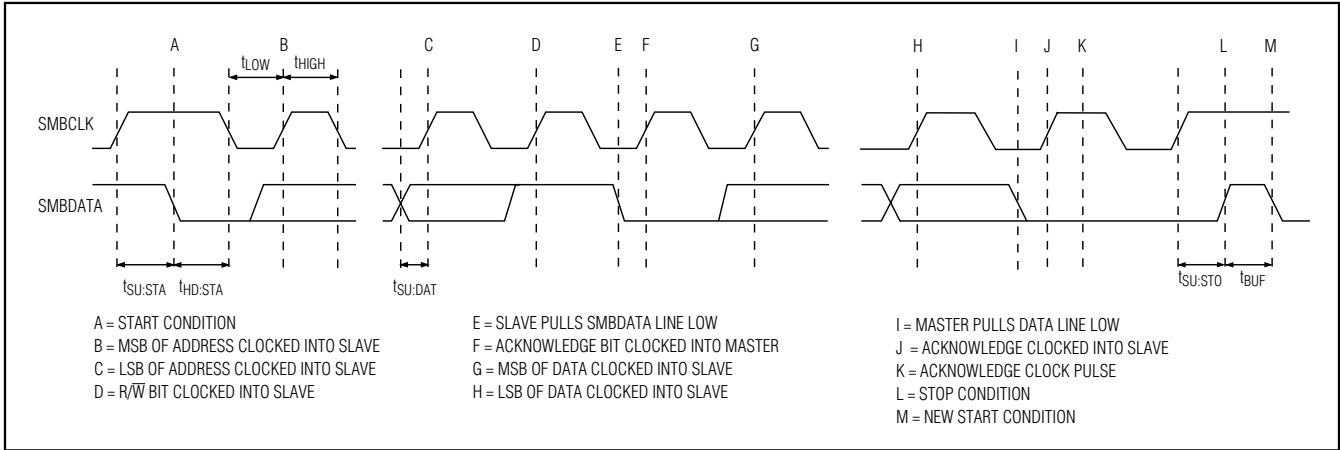 A B C D E F G H I J K L M
tLOW tHIGH
SMBCLK
SMBDATA
tSU:STA tHD:STA tSU:DAT tSU:STO tBUF
A = START CONDITION
B = MSB OF ADDRESS CLOCKED INTO SLAVE
C = LSB OF ADDRESS CLOCKED INTO SLAVE
D = R/W̅ BIT CLOCKED INTO SLAVE
E = SLAVE PULLS SMBDATA LINE LOW
F = ACKNOWLEDGE BIT CLOCKED INTO MASTER
G = MSB OF DATA CLOCKED INTO SLAVE
H = LSB OF DATA CLOCKED INTO SLAVE
I = MASTER PULLS DATA LINE LOW
J = ACKNOWLEDGE CLOCKED INTO SLAVE
K = ACKNOWLEDGE CLOCK PULSE
L = STOP CONDITION
M = NEW START CONDITION